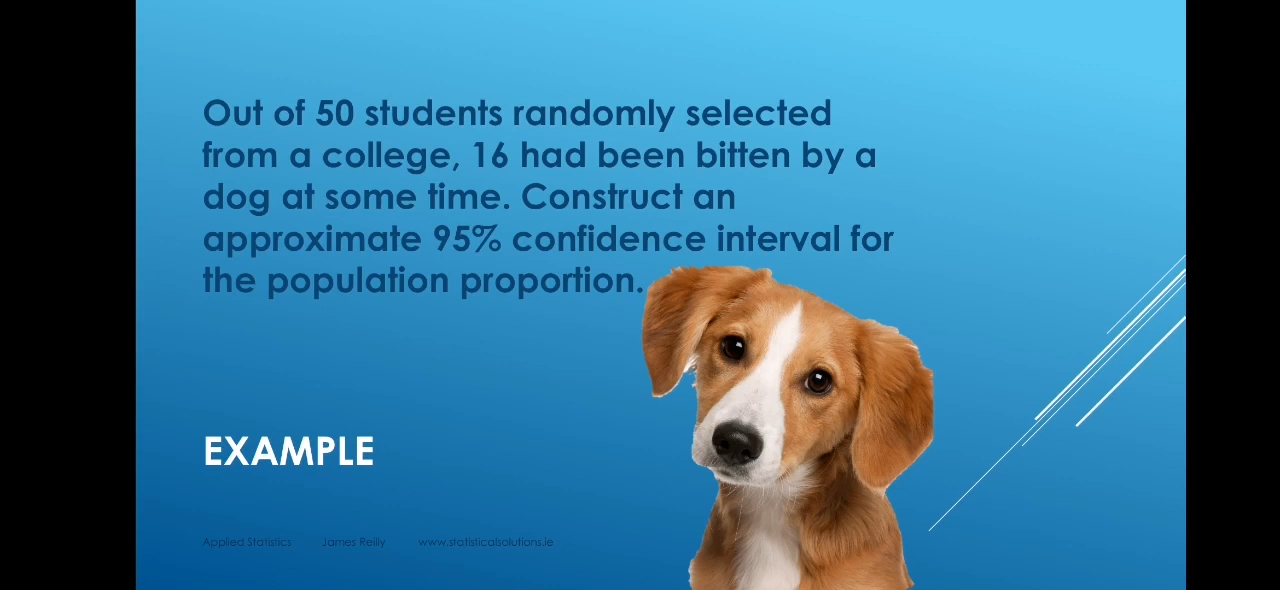 Out of 50 students randomly selected
from a college, 16 had been bitten by a
dog at some time. Construct an
approximate 95% confidence interval for
the population proportion.
EXAMPLE
Applied Statistics James Reilly www.statisticalsolutions.ie